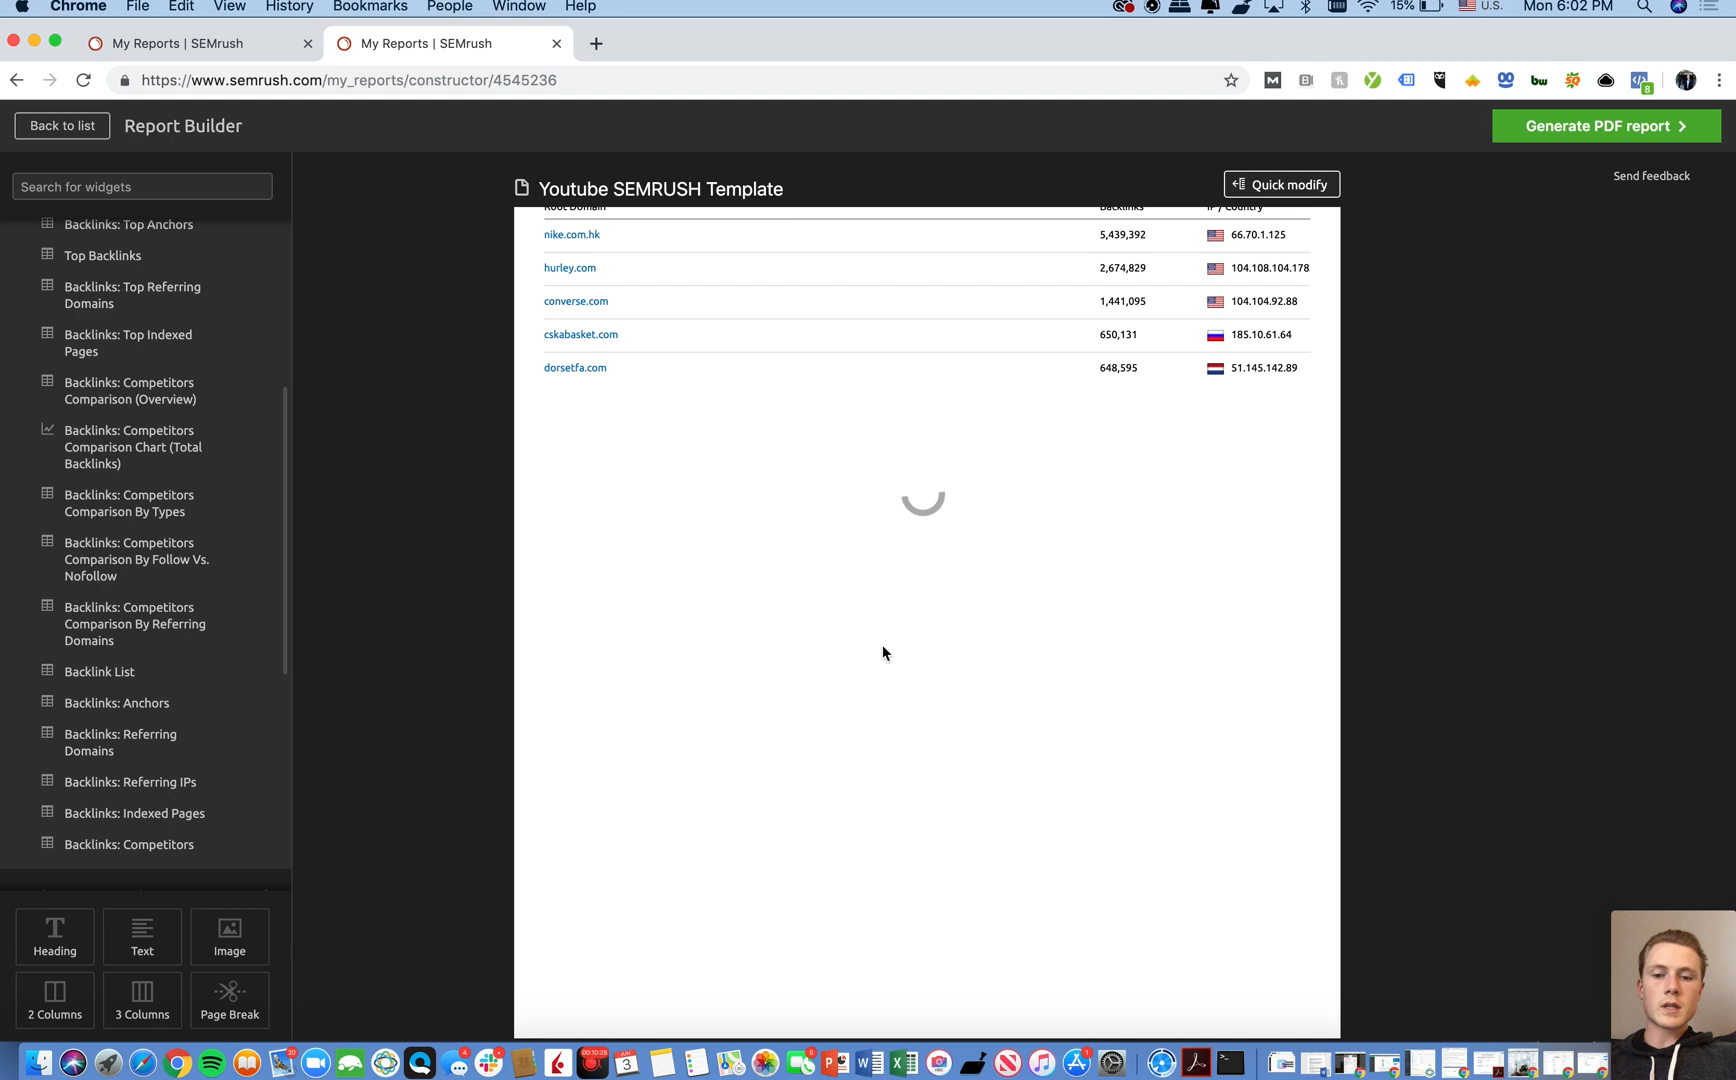 Chrome File Edit View History Bookmarks People Window Help 15% U.S. Mon 6:02 PM
My Reports | SEMrush My Reports | SEMrush
https://www.semrush.com/my_reports/constructor/4545236
Back to list Report Builder Generate PDF report
Search for widgets
Youtube SEMRUSH Template Quick modify Send feedback
Root Domain Backlinks IP / Country
nike.com.hk 5,439,392 66.70.1.125
hurley.com 2,674,829 104.108.104.178
converse.com 1,441,095 104.104.92.88
cskabasket.com 650,131 185.10.61.64
dorsetfa.com 648,595 51.145.142.89
Backlinks: Top Anchors
Top Backlinks
Backlinks: Top Referring
Domains
Backlinks: Top Indexed
Pages
Backlinks: Competitors
Comparison (Overview)
Backlinks: Competitors
Comparison Chart (Total
Backlinks)
Backlinks: Competitors
Comparison By Types
Backlinks: Competitors
Comparison By Follow Vs.
Nofollow
Backlinks: Competitors
Comparison By Referring
Domains
Backlink List
Backlinks: Anchors
Backlinks: Referring
Domains
Backlinks: Referring IPs
Backlinks: Indexed Pages
Backlinks: Competitors
Heading Text Image
2 Columns 3 Columns Page Break